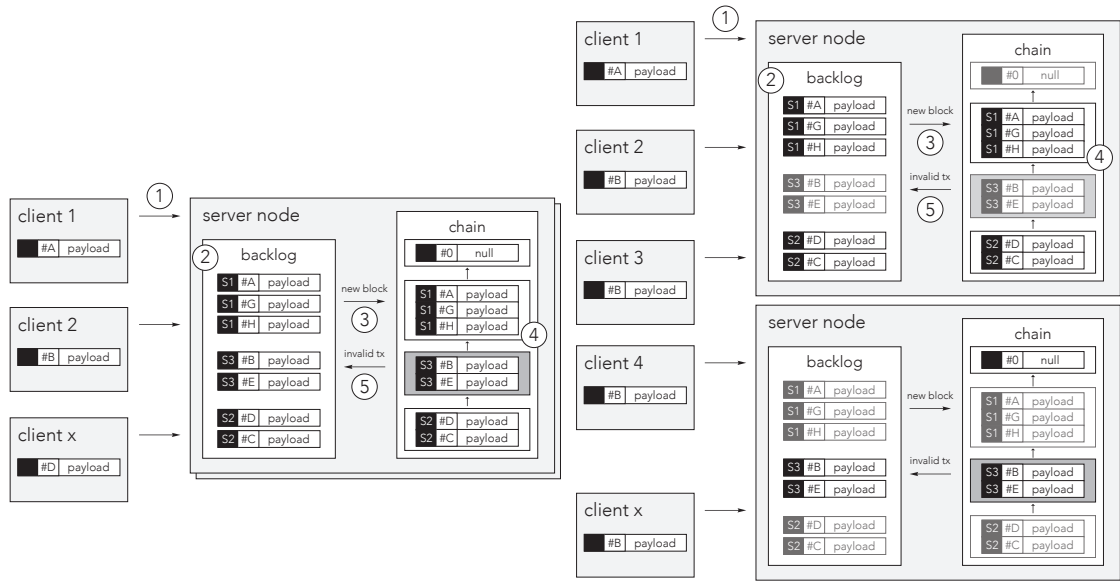 client 1
#A payload
client 2
#B payload
client x
#D payload
1
server node
2
backlog
S1 #A payload
S1 #G payload
S1 #H payload
S3 #B payload
S3 #E payload
S2 #D payload
S2 #C payload
new block
3
invalid tx
5
chain
#0 null
S1 #A payload
S1 #G payload
S1 #H payload
4
S3 #B payload
S3 #E payload
S2 #D payload
S2 #C payload
client 1
#A payload
client 2
#B payload
client 3
#B payload
client 4
#B payload
client x
#B payload
1
server node
2
backlog
S1 #A payload
S1 #G payload
S1 #H payload
S3 #B payload
S3 #E payload
S2 #D payload
S2 #C payload
new block
3
invalid tx
5
chain
#0 null
S1 #A payload
S1 #G payload
S1 #H payload
4
S3 #B payload
S3 #E payload
S2 #D payload
S2 #C payload
server node
backlog
S1 #A payload
S1 #G payload
S1 #H payload
S3 #B payload
S3 #E payload
S2 #D payload
S2 #C payload
new block
invalid tx
chain
#0 null
S1 #A payload
S1 #G payload
S1 #H payload
S3 #B payload
S3 #E payload
S2 #D payload
S2 #C payload